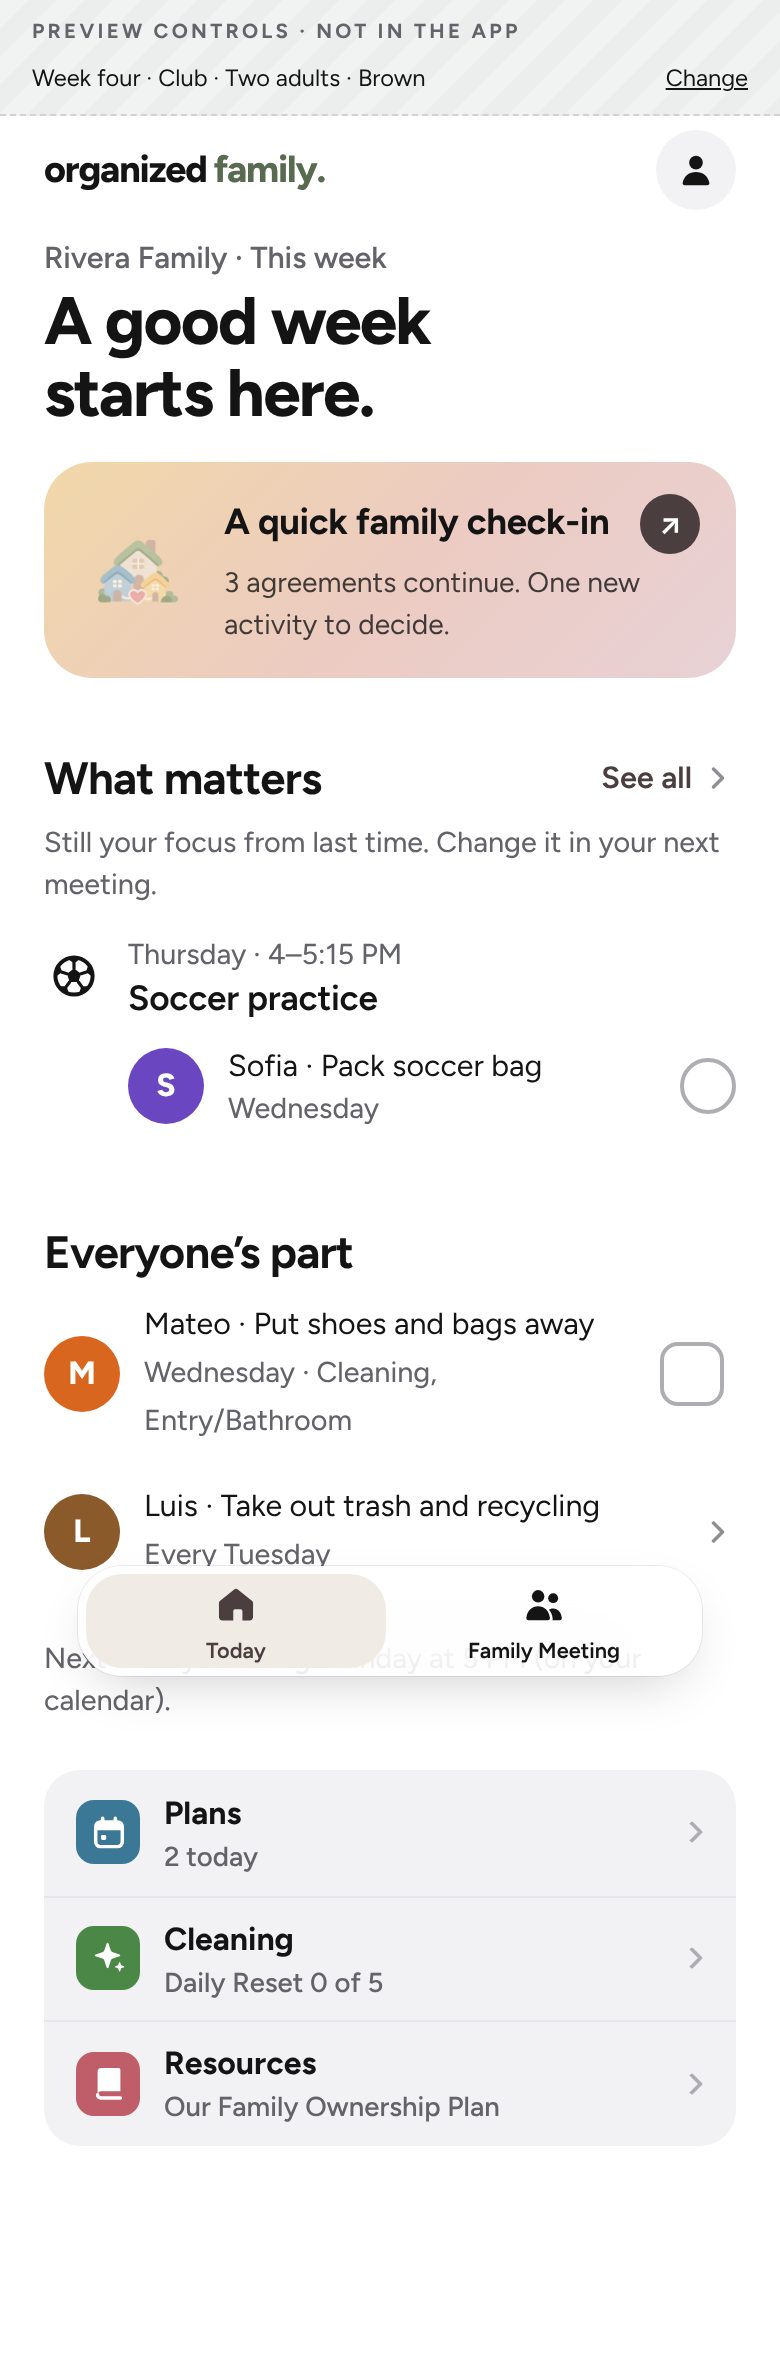 PREVIEW CONTROLS · NOT IN THE APP
Week four · Club · Two adults · Brown
Change
organized family.
Rivera Family · This week
A good week
starts here.
A quick family check-in
3 agreements continue. One new
activity to decide.
What matters
See all
Still your focus from last time. Change it in your next
meeting.
Thursday · 4–5:15 PM
Soccer practice
S
Sofia · Pack soccer bag
Wednesday
Everyone’s part
M
Mateo · Put shoes and bags away
Wednesday · Cleaning,
Entry/Bathroom
L
Luis · Take out trash and recycling
Every Tuesday
Today
Family Meeting
(on your
calendar).
Plans
2 today
Cleaning
Daily Reset 0 of 5
Resources
Our Family Ownership Plan